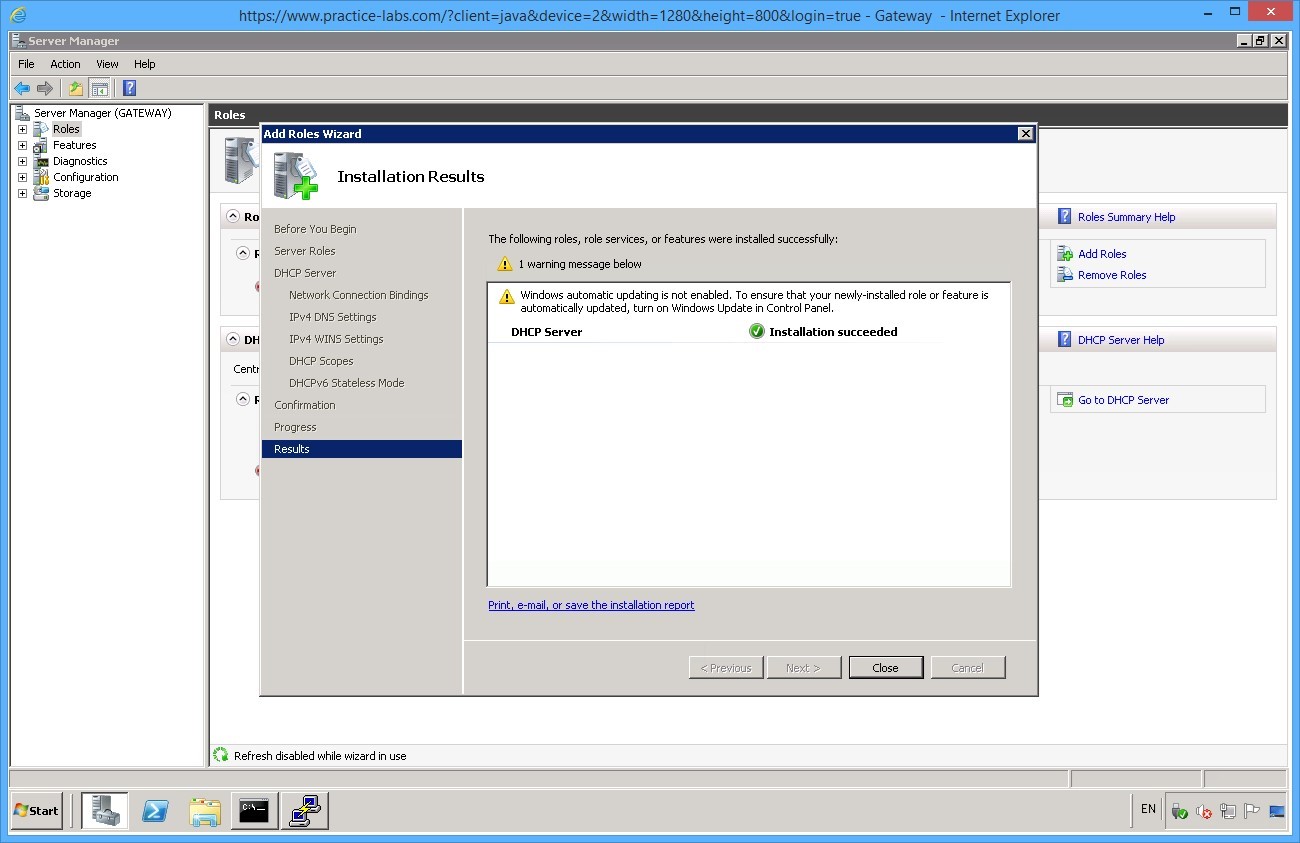 https://www.practice-labs.com/?client=java&device=2&width=1280&height=800&login=true - Gateway - Internet Explorer
Server Manager
File Action View Help
Server Manager (GATEWAY)
Roles
Features
Diagnostics
Configuration
Storage
Roles
Add Roles Wizard
Installation Results
Before You Begin
Server Roles
DHCP Server
Network Connection Bindings
IPv4 DNS Settings
IPv4 WINS Settings
DHCP Scopes
DHCPv6 Stateless Mode
Confirmation
Progress
Results
The following roles, role services, or features were installed successfully:
1 warning message below
Windows automatic updating is not enabled. To ensure that your newly-installed role or feature is
automatically updated, turn on Windows Update in Control Panel.
DHCP Server Installation succeeded
Print, e-mail, or save the installation report
< Previous Next > Close Cancel
Ro
R
DH
Centr
R
Roles Summary Help
Add Roles
Remove Roles
DHCP Server Help
Go to DHCP Server
Refresh disabled while wizard in use
Start
C:\
EN